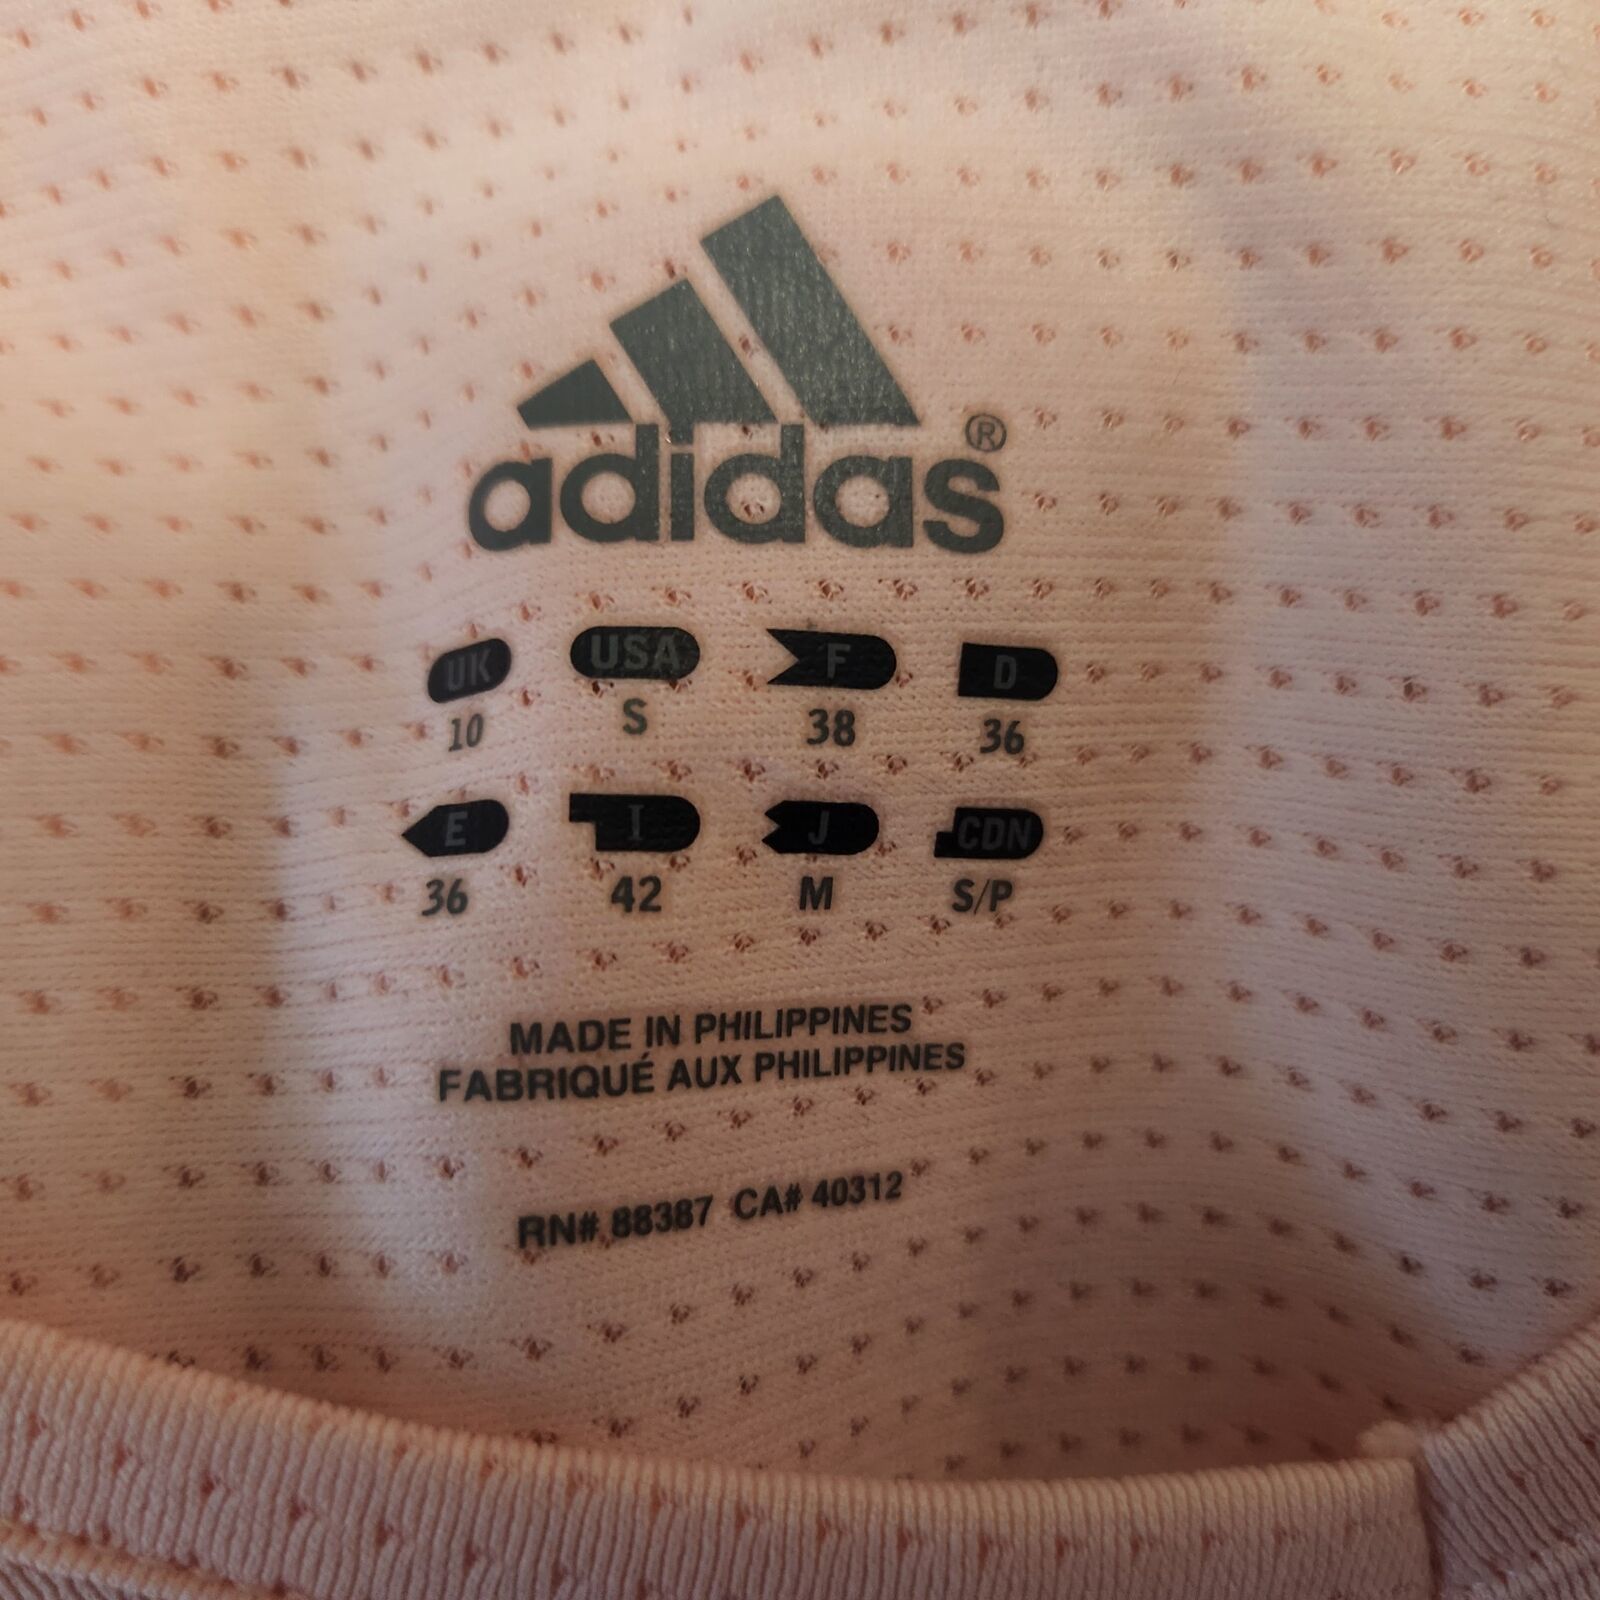 adidas®
UK USA F D
10 S 38 36
E I J CDN
36 42 M S/P
MADE IN PHILIPPINES
FABRIQUÉ AUX PHILIPPINES
RN# 88387 CA# 40312